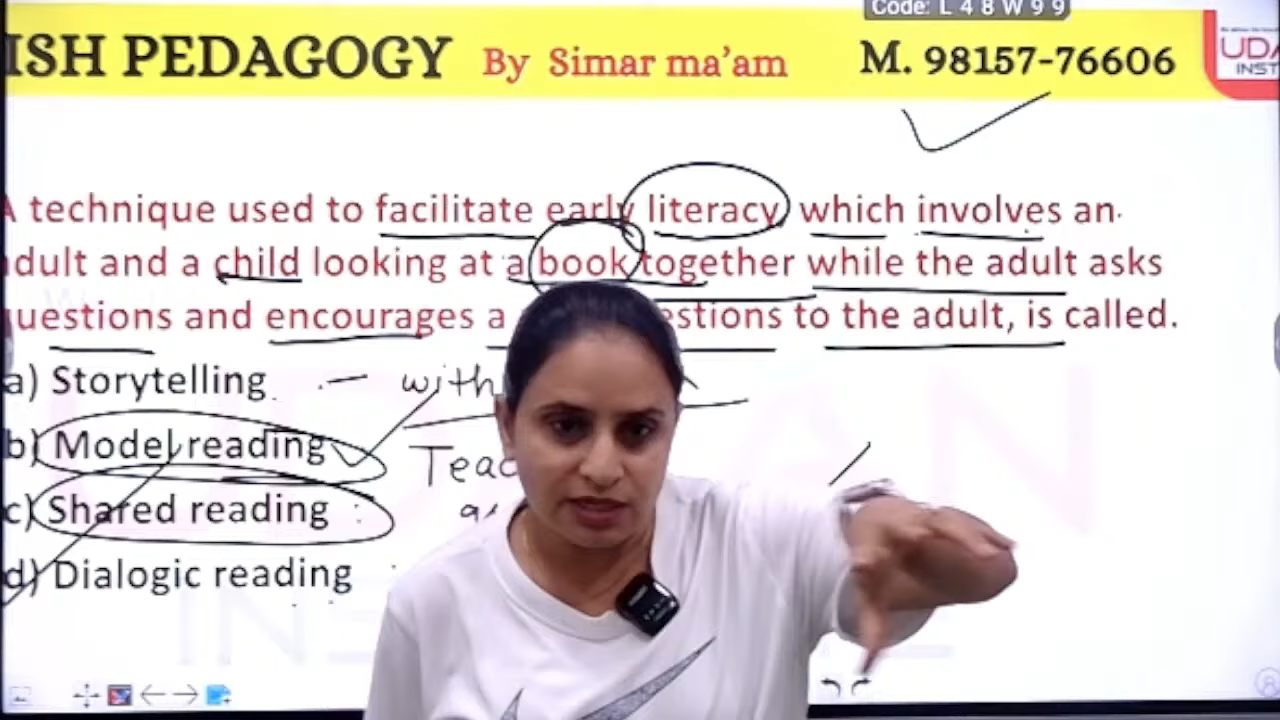 Code: L 4 8 W 9 9
ISH PEDAGOGY By Simar ma'am M. 98157-76606
UDA
INST
A technique used to facilitate early literacy which involves an
adult and a child looking at a book together while the adult asks
questions and encourages a estions to the adult, is called.
a) Storytelling - with
b) Model reading Teac
c) Shared reading :
d) Dialogic reading :